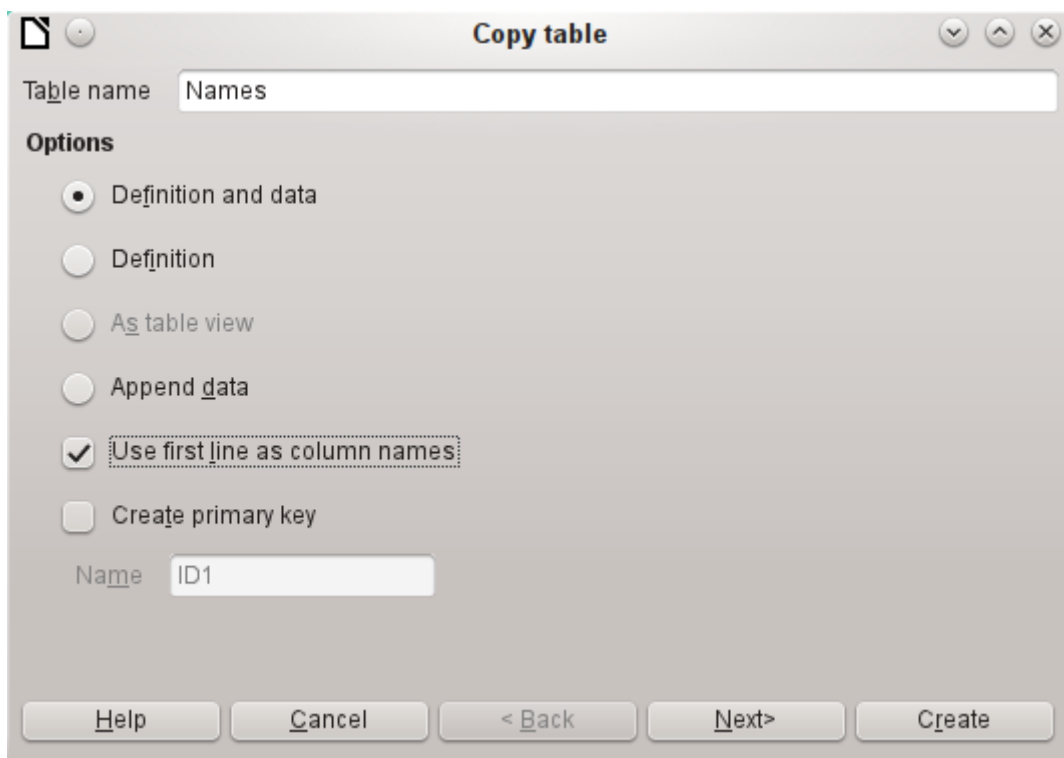 Copy table
Table name Names
Options
Definition and data
Definition
As table view
Append data
Use first line as column names
Create primary key
Name ID1
Help Cancel < Back Next> Create